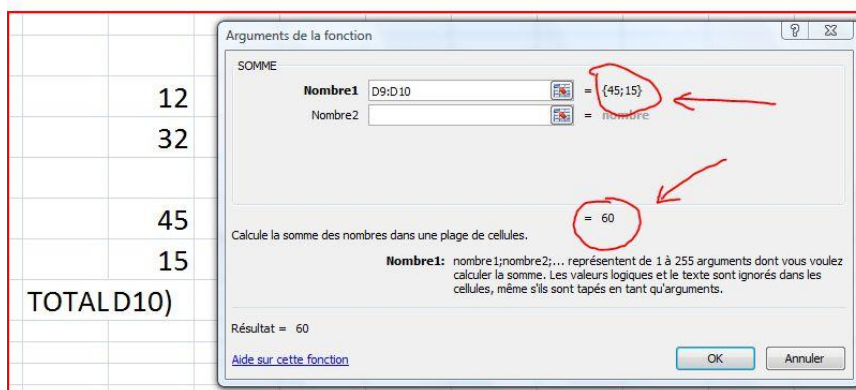 Arguments de la fonction
SOMME
Nombre1 D9:D10 = {45;15}
Nombre2 = nombre
= 60
Calcule la somme des nombres dans une plage de cellules.
Nombre1: nombre1;nombre2;... représentent de 1 à 255 arguments dont vous voulez
calculer la somme. Les valeurs logiques et le texte sont ignorés dans les
cellules, même s'ils sont tapés en tant qu'arguments.
Résultat = 60
Aide sur cette fonction
OK Annuler
12
32
45
15
TOTAL D10)